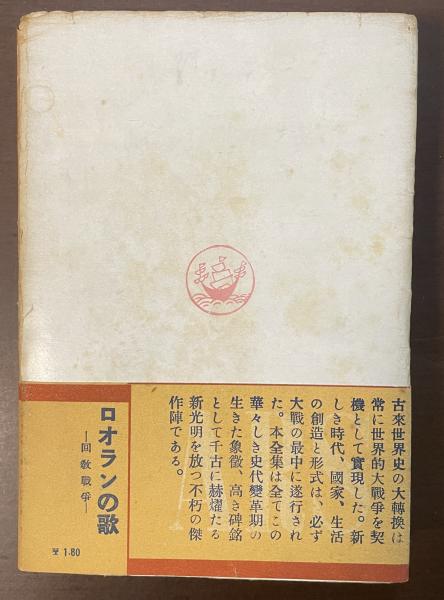 古來世界史の大轉換は
常に世界的大戰爭を契
機として實現した。新
しき時代、國家、生活
の創造と形式は、必ず
大戰の最中に遂行され
た。本全集は全てこの
華々しき史代變革期の
生きた象徵、高き碑銘
として千古に赫耀たる
新光明を放つ不朽の傑
作陣である。
ロオランの歌
―回教戰爭―
1.80